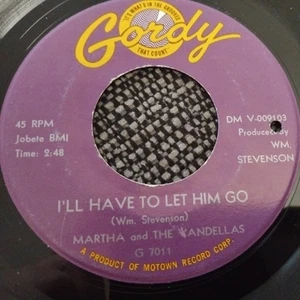 IT'S WHAT'S IN THE GROOVES
Gordy
THAT COUNT
45 RPM
Jobete BMI
Time: 2:48
DM V-009103
Produced by
WM. STEVENSON
I'LL HAVE TO LET HIM GO
(Wm. Stevenson)
MARTHA and THE VANDELLAS
G 7011
A PRODUCT OF MOTOWN RECORD CORP.